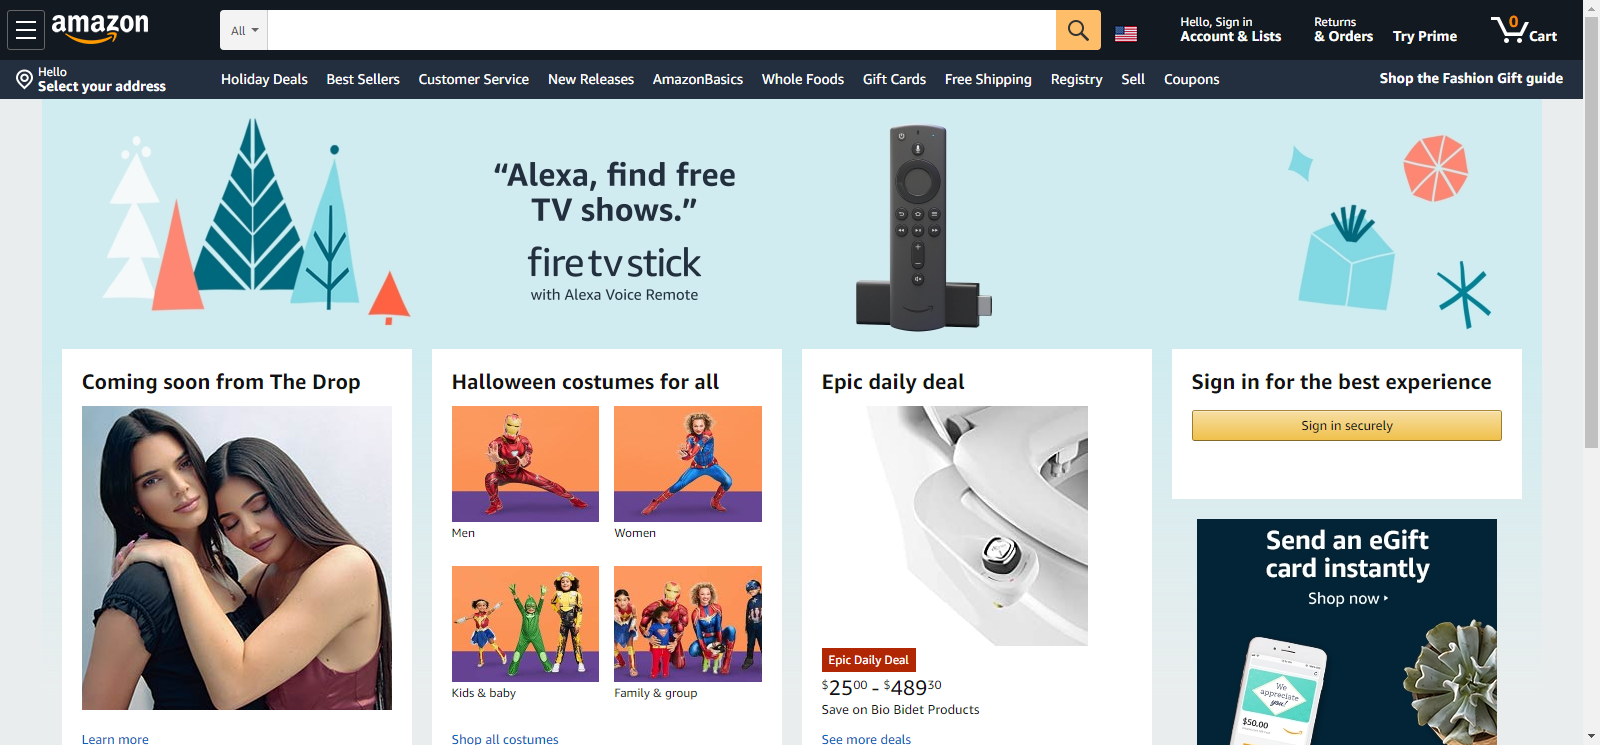 amazon
All
Hello, Sign in
Account & Lists
Returns
& Orders
Try Prime
0
Cart
Hello
Select your address
Holiday Deals
Best Sellers
Customer Service
New Releases
AmazonBasics
Whole Foods
Gift Cards
Free Shipping
Registry
Sell
Coupons
Shop the Fashion Gift guide
“Alexa, find free
TV shows.”
fire tv stick
with Alexa Voice Remote
Coming soon from The Drop
Learn more
Halloween costumes for all
Men
Women
Kids & baby
Family & group
Shop all costumes
Epic daily deal
Epic Daily Deal
$2500 - $48930
Save on Bio Bidet Products
See more deals
Sign in for the best experience
Sign in securely
Send an eGift
card instantly
Shop now
We
appreciate
you!
$50.00